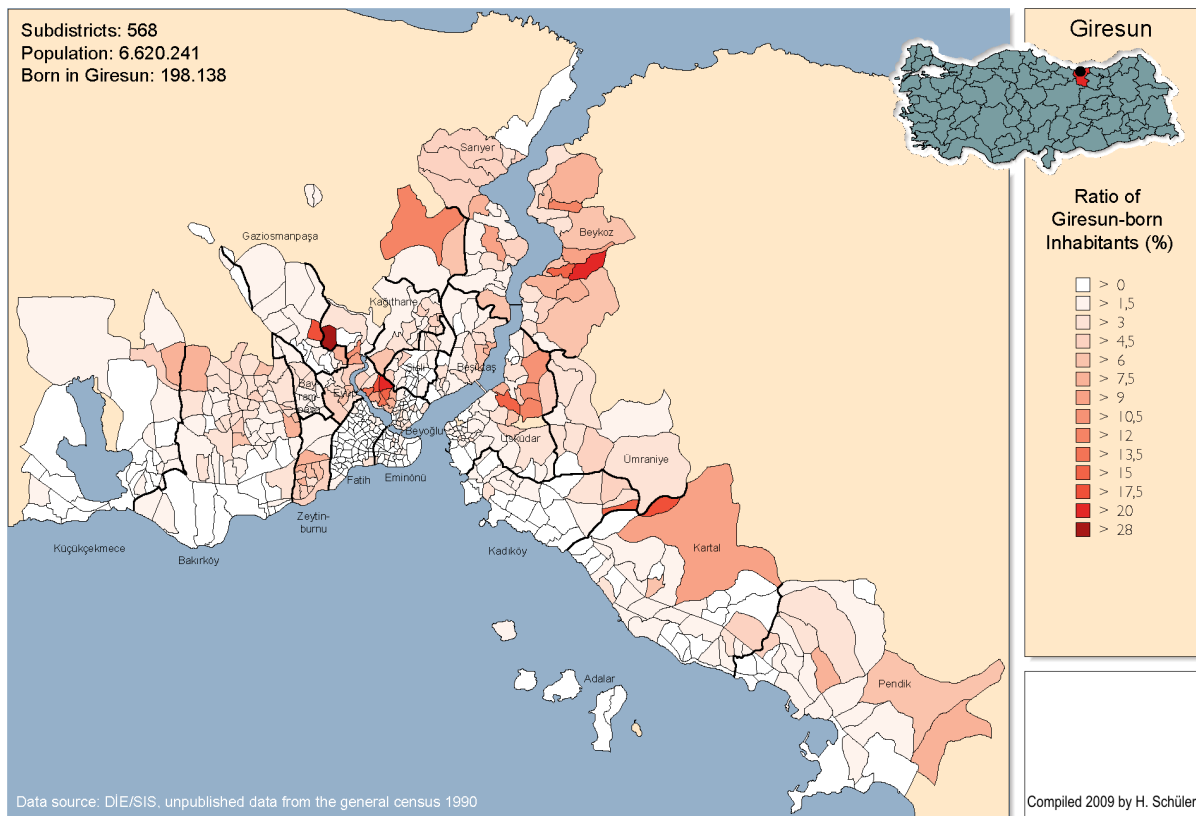 Subdistricts: 568
Population: 6.620.241
Born in Giresun: 198.138
Giresun
Ratio of
Giresun-born
Inhabitants (%)
> 0
> 1,5
> 3
> 4,5
> 6
> 7,5
> 9
> 10,5
> 12
> 13,5
> 15
> 17,5
> 20
> 28
Sarıyer
Beykoz
Gaziosmanpaşa
Kağıthane
Şişli
Beşiktaş
Bay-
ram-
paşa
Eyüp
Beyoğlu
Üsküdar
Ümraniye
Fatih
Eminönü
Zeytin-
burnu
Küçükçekmece
Bakırköy
Kadıköy
Kartal
Adalar
Pendik
Data source: DİE/SIS, unpublished data from the general census 1990
Compiled 2009 by H. Schüler